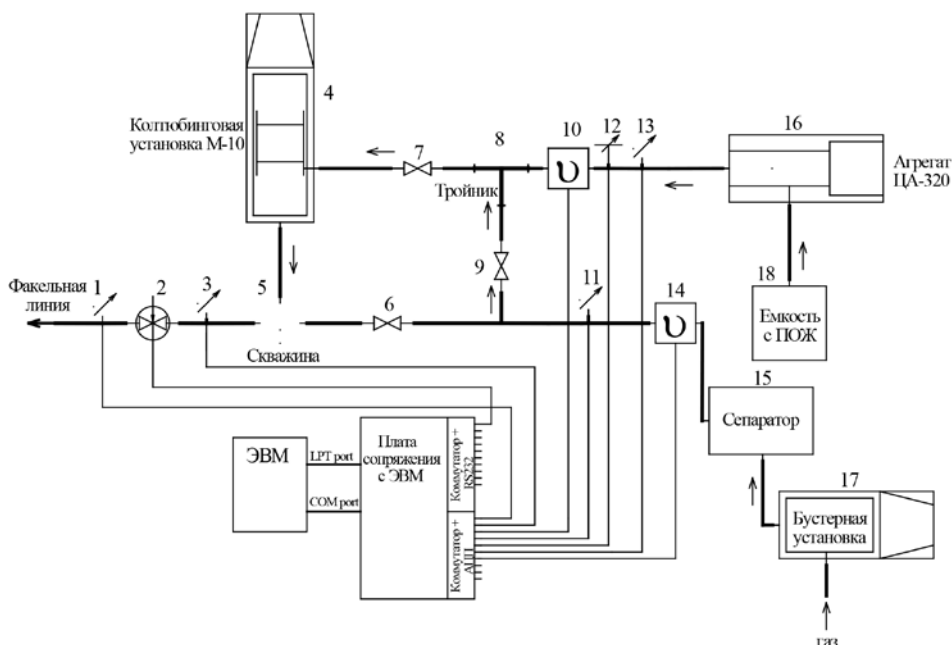 4
Колтюбинговая
установка М-10
7
8
Тройник
10
υ
12
13
16
Агрегат
ЦА-320
9
18
Емкость
с ПОЖ
Факельная
линия
1
2
3
5
Скважина
6
11
14
υ
15
Сепаратор
17
Бустерная
установка
газ
ЭВМ
LPT port
COM port
Плата
сопряжения
с ЭВМ
Коммутатор +
RS232
Коммутатор +
АЦП